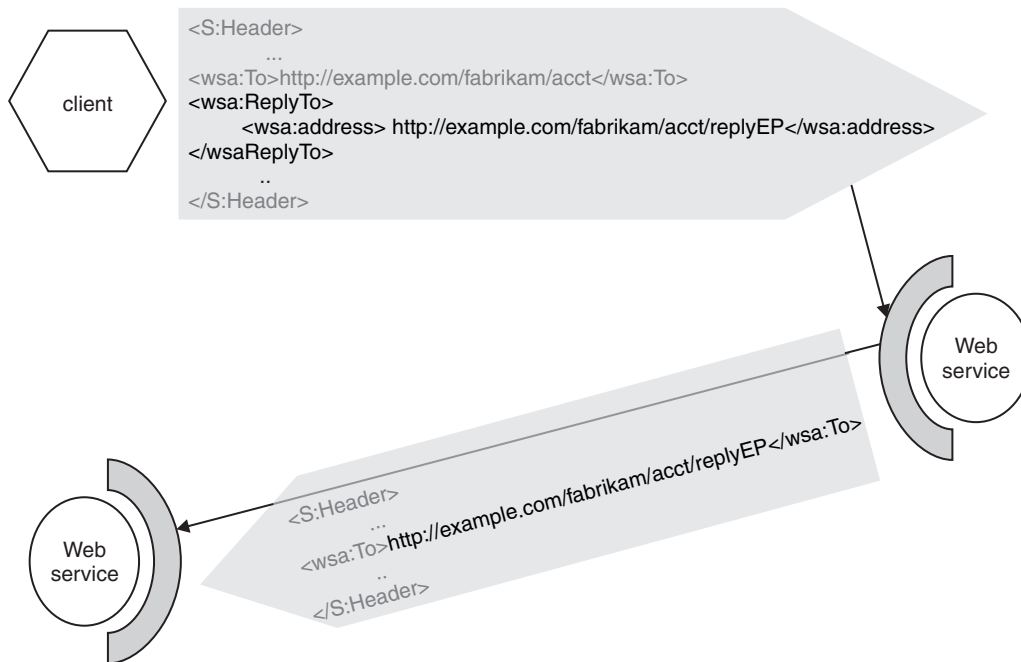 client
<S:Header>
...
<wsa:To>http://example.com/fabrikam/acct</wsa:To>
<wsa:ReplyTo>
<wsa:address> http://example.com/fabrikam/acct/replyEP</wsa:address>
</wsaReplyTo>
..
</S:Header>
Web
service
<S:Header>
...
<wsa:To>http://example.com/fabrikam/acct/replyEP</wsa:To>
..
</S:Header>
Web
service